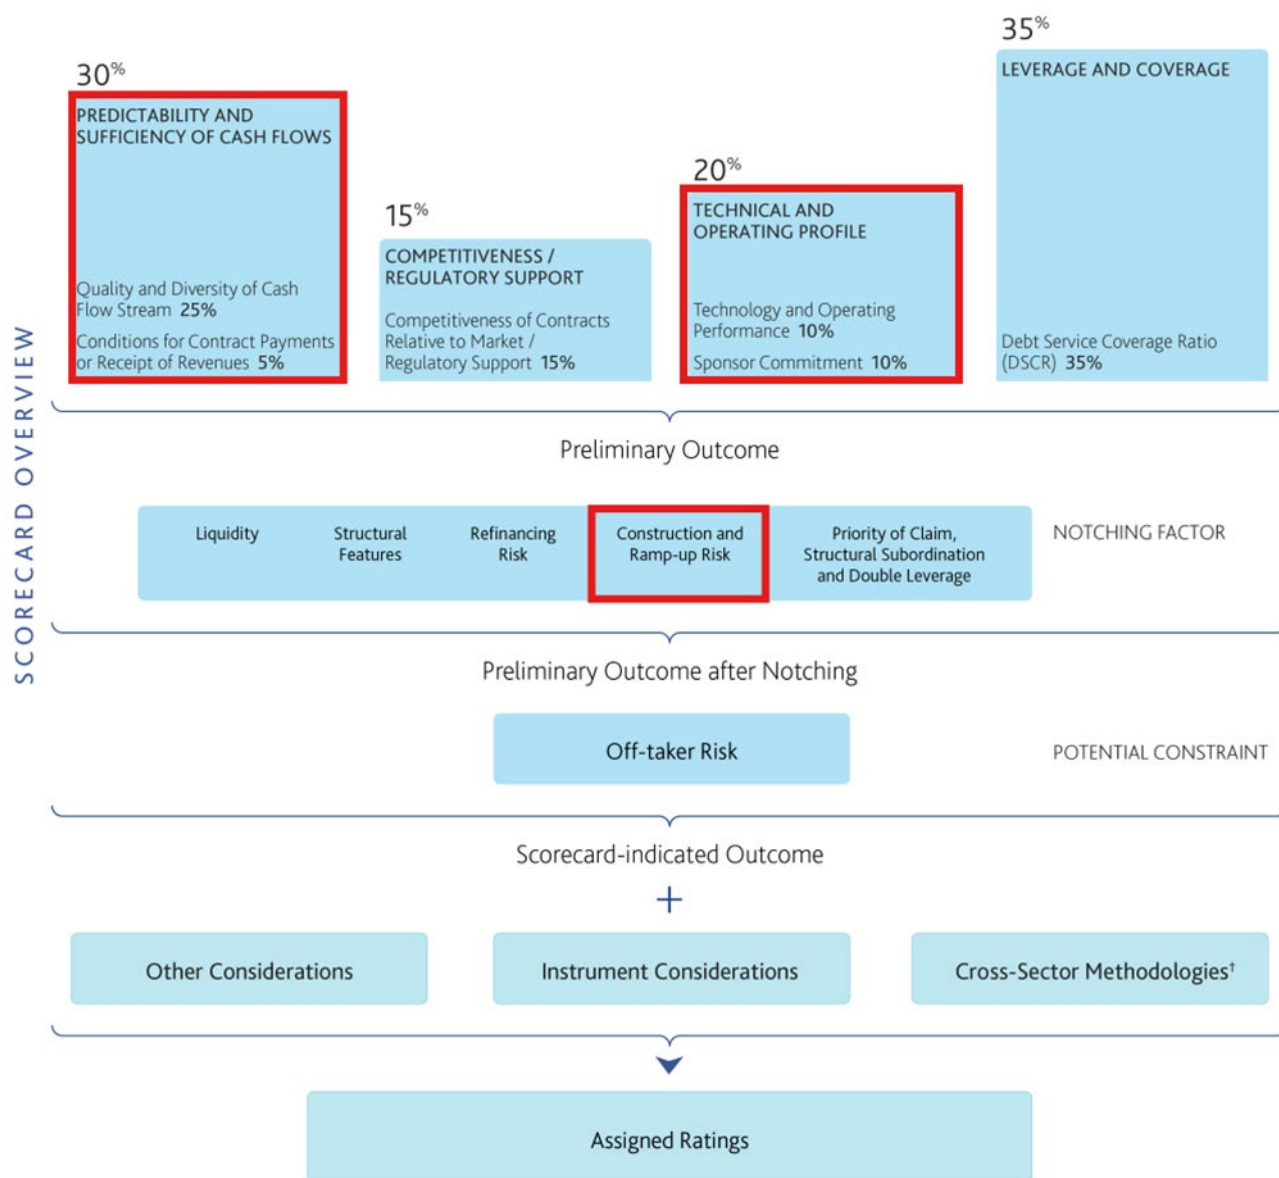 SCORECARD OVERVIEW
30%
PREDICTABILITY AND
SUFFICIENCY OF CASH FLOWS
Quality and Diversity of Cash
Flow Stream 25%
Conditions for Contract Payments
or Receipt of Revenues 5%
15%
COMPETITIVENESS /
REGULATORY SUPPORT
Competitiveness of Contracts
Relative to Market /
Regulatory Support 15%
20%
TECHNICAL AND
OPERATING PROFILE
Technology and Operating
Performance 10%
Sponsor Commitment 10%
35%
LEVERAGE AND COVERAGE
Debt Service Coverage Ratio
(DSCR) 35%
Preliminary Outcome
Liquidity
Structural
Features
Refinancing
Risk
Construction and
Ramp-up Risk
Priority of Claim,
Structural Subordination
and Double Leverage
NOTCHING FACTOR
Preliminary Outcome after Notching
Off-taker Risk
POTENTIAL CONSTRAINT
Scorecard-indicated Outcome
+
Other Considerations
Instrument Considerations
Cross-Sector Methodologies†
Assigned Ratings